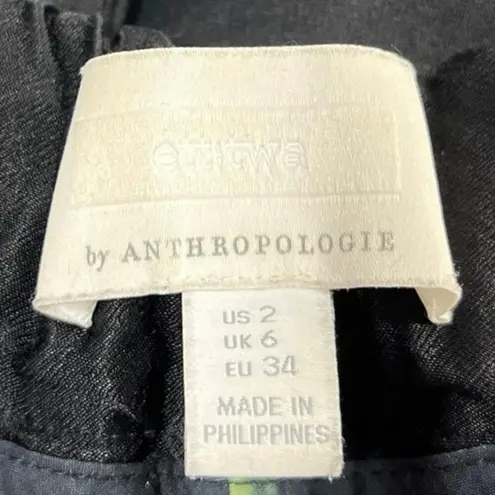 by ANTHROPOLOGIE
US 2
UK 6
EU 34
MADE IN
PHILIPPINES